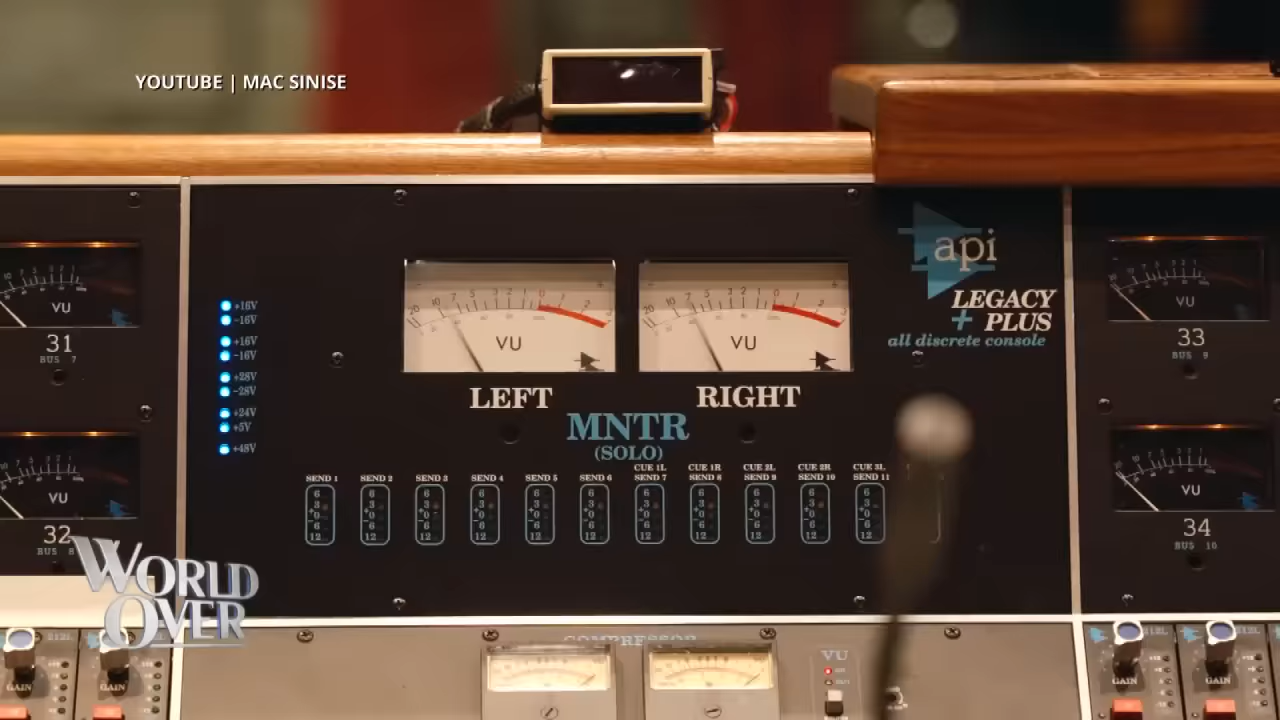 YOUTUBE | MAC SINISE
api
LEGACY
+ PLUS
all discrete console
+16V
-16V
+16V
-16V
+28V
-28V
+24V
+5V
+48V
VU
31
BUS 7
VU
32
BUS 8
VU
LEFT
VU
RIGHT
MNTR
(SOLO)
VU
33
BUS 9
VU
34
BUS 10
SEND 1
SEND 2
SEND 3
SEND 4
SEND 5
SEND 6
CUE 1L
SEND 7
CUE 1R
SEND 8
CUE 2L
SEND 9
CUE 2R
SEND 10
CUE 3L
SEND 11
WORLD
OVER
COMPRESSOR
VU
GAIN
GAIN
GAIN
GAIN